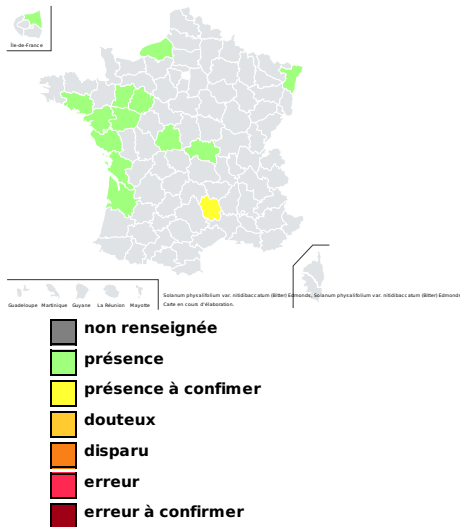 Île-de-France
Guadeloupe Martinique Guyane La Réunion Mayotte
Solanum physalifolium var. nitidibaccatum (Bitter) Edmonds, Solanum physalifolium var. nitidibaccatum (Bitter) Edmonds
Carte en cours d'élaboration.
non renseignée
présence
présence à confimer
douteux
disparu
erreur
erreur à confirmer